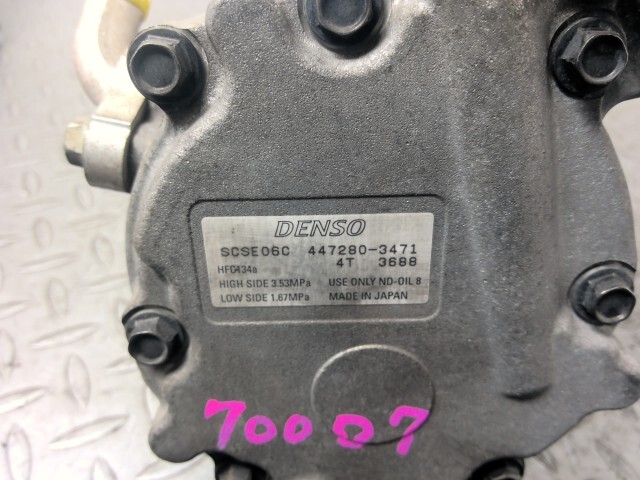 DENSO
SCSE06C 447280-3471
4T 3688
HFC134a
HIGH SIDE 3.53MPa USE ONLY ND-OIL 8
LOW SIDE 1.67MPa MADE IN JAPAN
70007